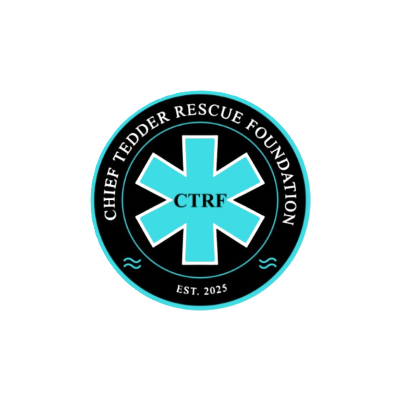 CHIEF TEDDER RESCUE FOUNDATION
CTRF
EST. 2025